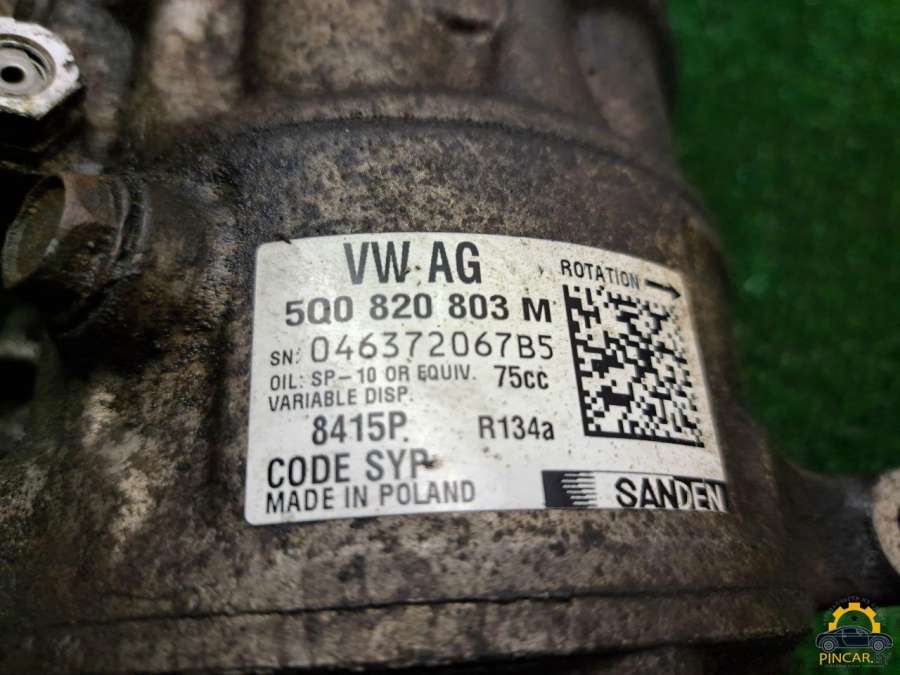 VW AG
5Q0 820 803 M
ROTATION
SN: 046372067B5
OIL: SP-10 OR EQUIV. 75cc
VARIABLE DISP.
8415P. R134a
CODE SYP
MADE IN POLAND
SANDEN
PINCAR.BY